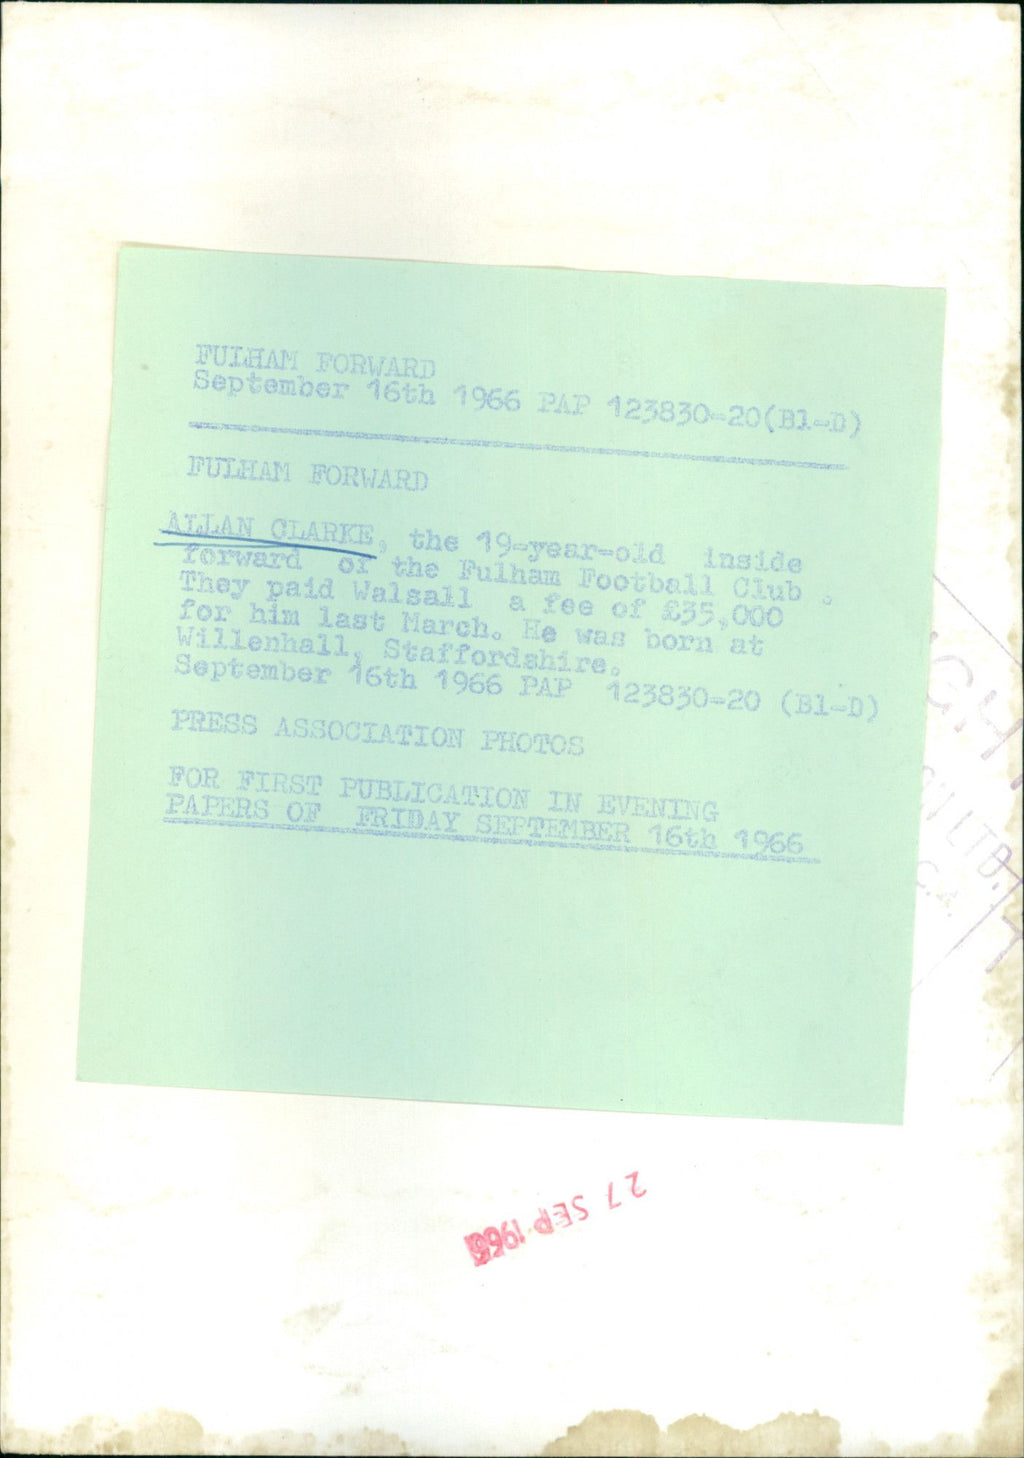 FULHAM FORWARD
September 16th 1966 PAP 123830-20(Bl-D)
FULHAM FORWARD
ALLAN CLARKE, the 19-year-old inside
forward of the Fulham Football Club .
They paid Walsall a fee of £35,000
for him last March. He was born at
Willenhall, Staffordshire.
September 16th 1966 PAP 123830-20 (Bl-D)
PRESS ASSOCIATION PHOTOS
FOR FIRST PUBLICATION IN EVENING
PAPERS OF FRIDAY SEPTEMBER 16th 1966
LTD.
27 SEP 1966